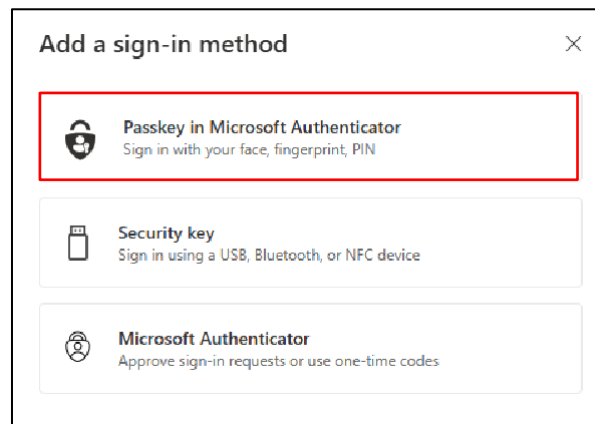 Add a sign-in method
Passkey in Microsoft Authenticator
Sign in with your face, fingerprint, PIN
Security key
Sign in using a USB, Bluetooth, or NFC device
Microsoft Authenticator
Approve sign-in requests or use one-time codes